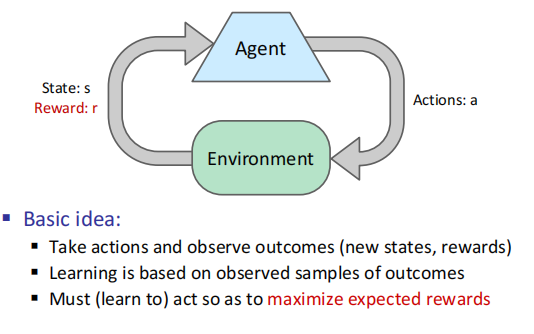 Agent
State: s
Reward: r
Actions: a
Environment
▪ Basic idea:
▪ Take actions and observe outcomes (new states, rewards)
▪ Learning is based on observed samples of outcomes
▪ Must (learn to) act so as to maximize expected rewards